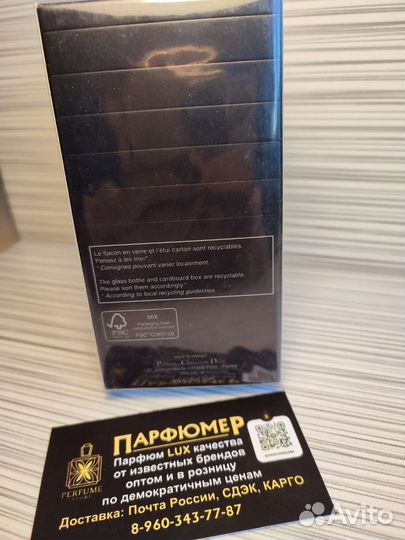 Le flacon en verre et l'étui carton sont recyclables.
Pensez à les trier*
* Consignes pouvant varier localement.
The glass bottle and cardboard box are recyclable.
Please sort them accordingly*
* According to local recycling guidelines
FSC
MIX
Packaging
Parfums Christian Dior
Paris - France
ПАРФЮМЕР
Парфюм LUX качества
от известных брендов
оптом и в розницу
по демократичным ценам
Доставка: Почта России, СДЭК, КАРГО
8-960-343-77-87
PERFUME
Avito